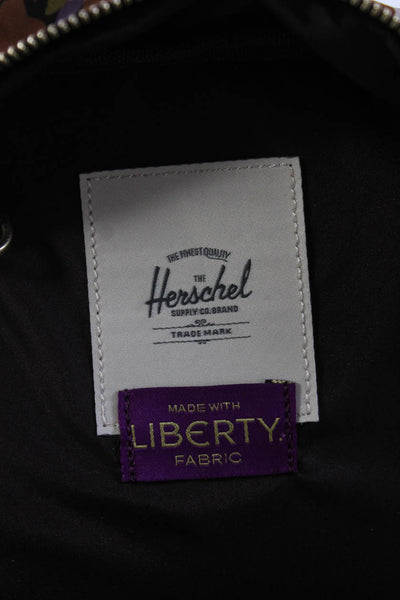 THE FINEST QUALITY
THE
Herschel
SUPPLY CO. BRAND
TRADE MARK
MADE WITH
LIBERTY.
FABRIC